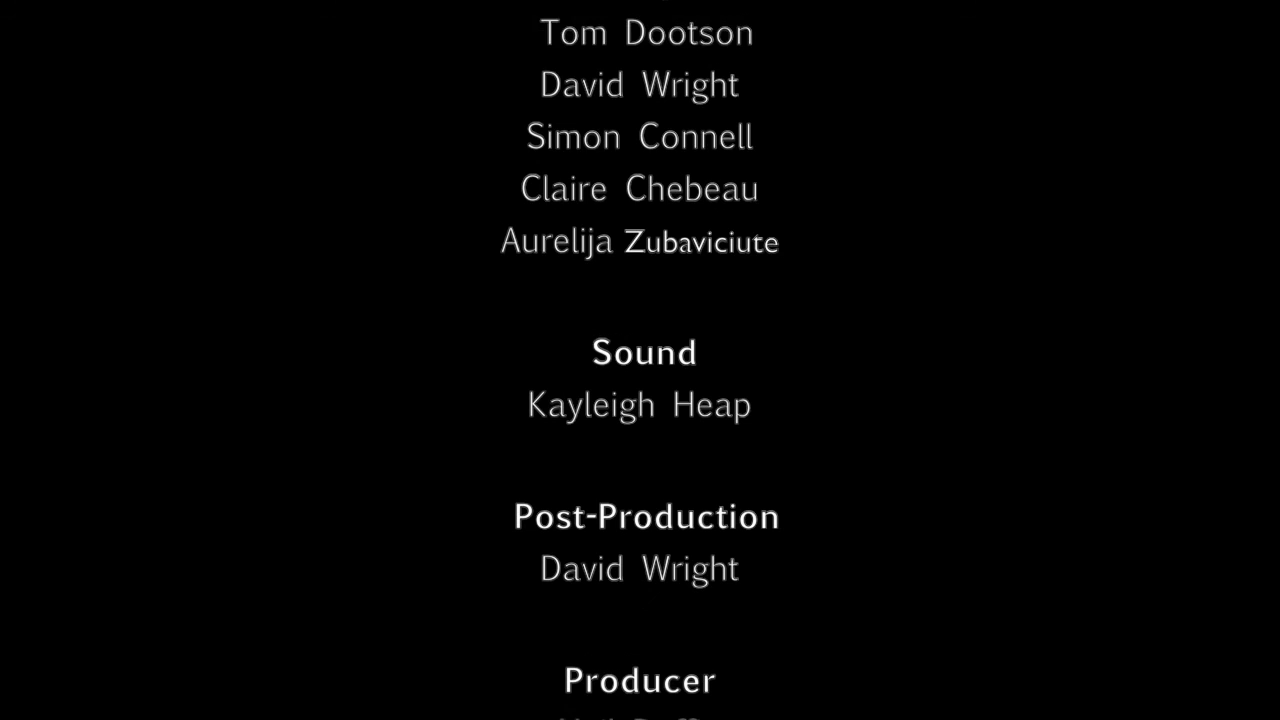 Tom Dootson
David Wright
Simon Connell
Claire Chebeau
Aurelija Zubaviciute
Sound
Kayleigh Heap
Post-Production
David Wright
Producer